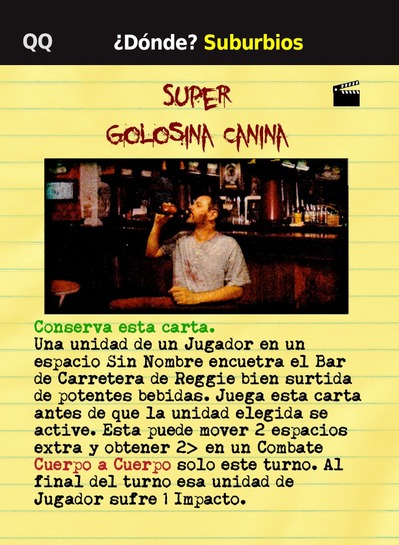 QQ ¿Dónde? Suburbios
SUPER
GOLOSINA CANINA
Conserva esta carta.
Una unidad de un Jugador en un
espacio Sin Nombre encuetra el Bar
de Carretera de Reggie bien surtida
de potentes bebidas. Juega esta carta
antes de que la unidad elegida se
active. Esta puede mover 2 espacios
extra y obtener 2> en un Combate
Cuerpo a Cuerpo solo este turno. Al
final del turno esa unidad de
Jugador sufre 1 Impacto.